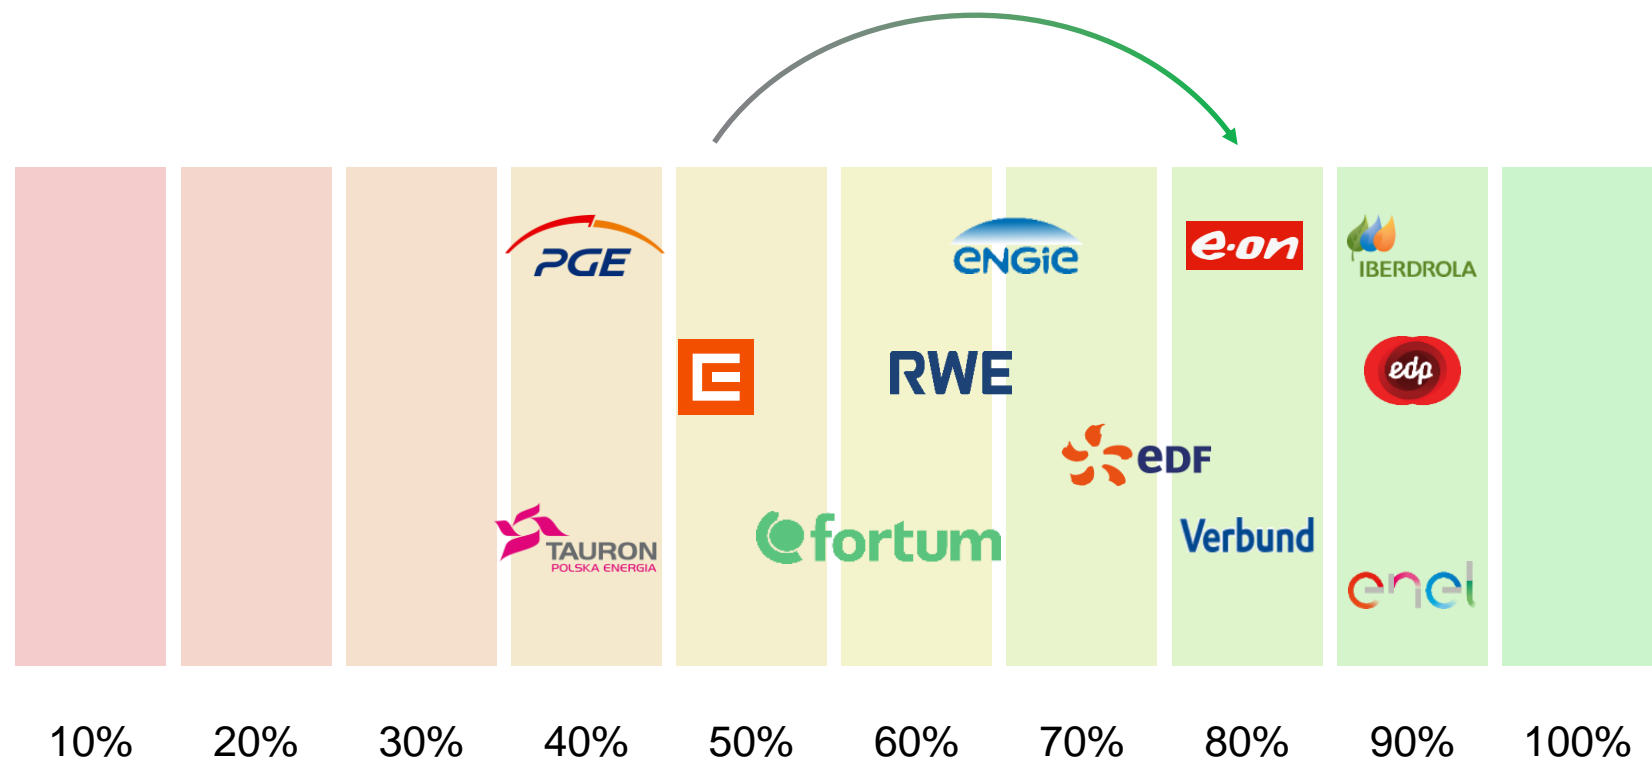 PGE
ENGIE
e·on
IBERDROLA
RWE
edp
eDF
TAURON
POLSKA ENERGIA
fortum
Verbund
enel
10% 20% 30% 40% 50% 60% 70% 80% 90% 100%